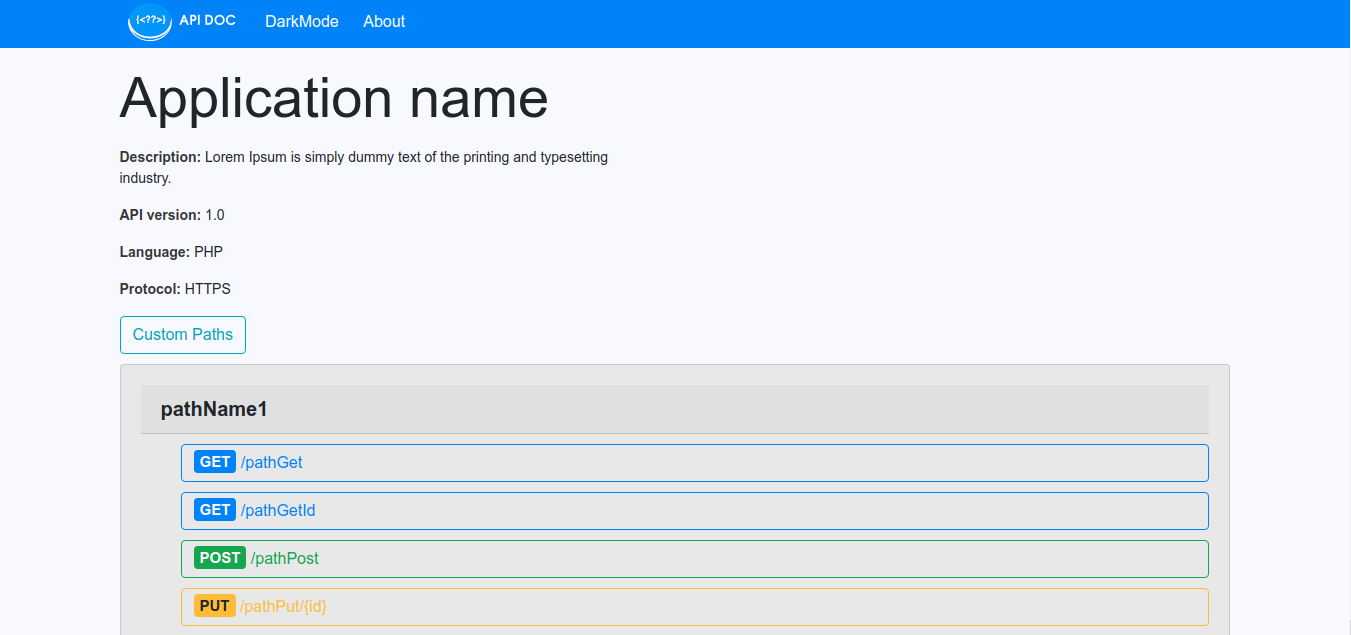 {<??>} API DOC DarkMode About
Application name
Description: Lorem Ipsum is simply dummy text of the printing and typesetting
industry.
API version: 1.0
Language: PHP
Protocol: HTTPS
Custom Paths
pathName1
GET /pathGet
GET /pathGetId
POST /pathPost
PUT /pathPut/{id}